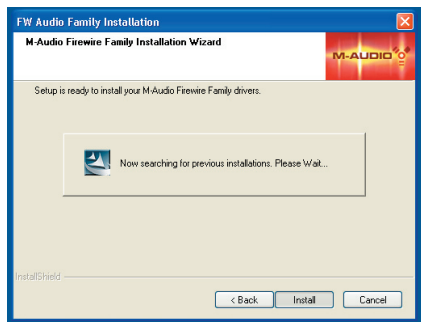 FW Audio Family Installation
M-Audio Firewire Family Installation Wizard
M-AUDIO
Setup is ready to install your M-Audio Firewire Family drivers.
Now searching for previous installations. Please Wait...
InstallShield
< Back
Install
Cancel